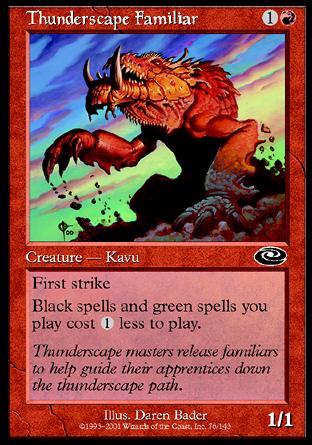 Thunderscape Familiar 1
Creature — Kavu
First strike
Black spells and green spells you
play cost 1 less to play.
Thunderscape masters release familiars
to help guide their apprentices down
the thunderscape path.
1/1
Illus. Daren Bader
©1993-2001 Wizards of the Coast, Inc. 76/143